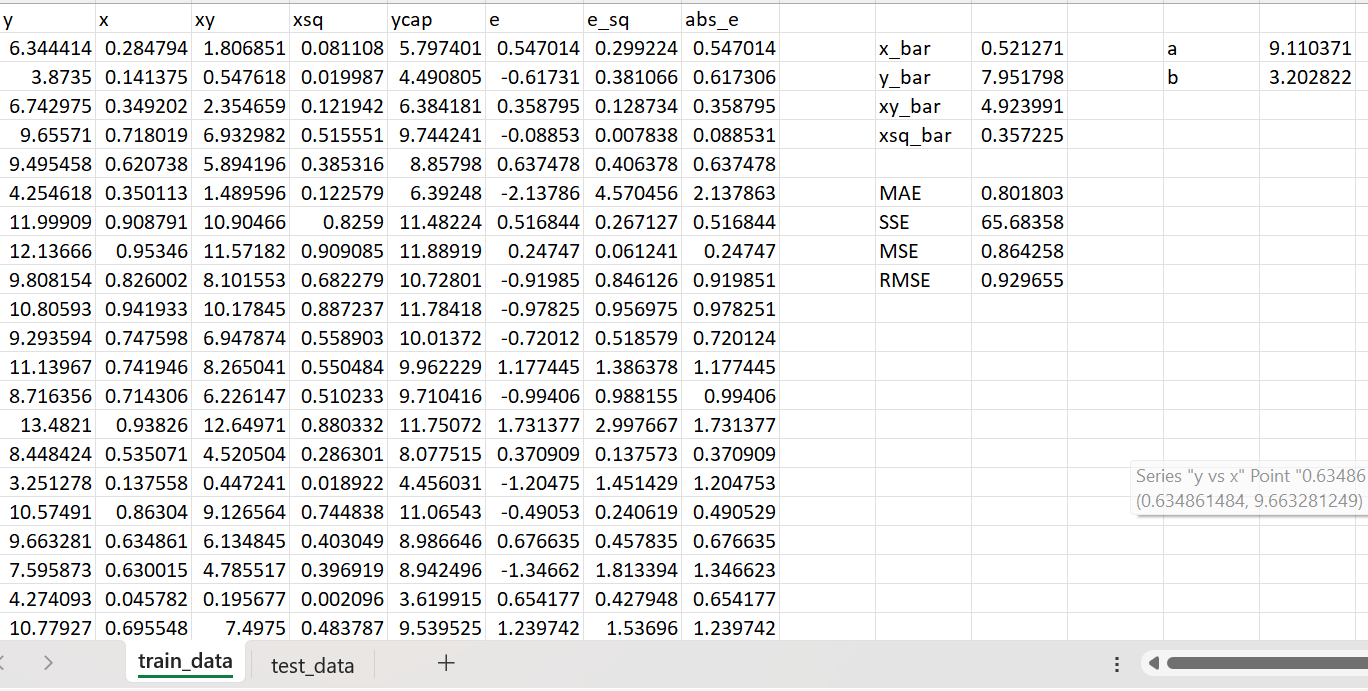 y x xy xsq ycap e e_sq abs_e
6.344414 0.284794 1.806851 0.081108 5.797401 0.547014 0.299224 0.547014 x_bar 0.521271 a 9.110371
3.8735 0.141375 0.547618 0.019987 4.490805 -0.61731 0.381066 0.617306 y_bar 7.951798 b 3.202822
6.742975 0.349202 2.354659 0.121942 6.384181 0.358795 0.128734 0.358795 xy_bar 4.923991
9.65571 0.718019 6.932982 0.515551 9.744241 -0.08853 0.007838 0.088531 xsq_bar 0.357225
9.495458 0.620738 5.894196 0.385316 8.85798 0.637478 0.406378 0.637478
4.254618 0.350113 1.489596 0.122579 6.39248 -2.13786 4.570456 2.137863 MAE 0.801803
11.99909 0.908791 10.90466 0.8259 11.48224 0.516844 0.267127 0.516844 SSE 65.68358
12.13666 0.95346 11.57182 0.909085 11.88919 0.24747 0.061241 0.24747 MSE 0.864258
9.808154 0.826002 8.101553 0.682279 10.72801 -0.91985 0.846126 0.919851 RMSE 0.929655
10.80593 0.941933 10.17845 0.887237 11.78418 -0.97825 0.956975 0.978251
9.293594 0.747598 6.947874 0.558903 10.01372 -0.72012 0.518579 0.720124
11.13967 0.741946 8.265041 0.550484 9.962229 1.177445 1.386378 1.177445
8.716356 0.714306 6.226147 0.510233 9.710416 -0.99406 0.988155 0.99406
13.4821 0.93826 12.64971 0.880332 11.75072 1.731377 2.997667 1.731377
8.448424 0.535071 4.520504 0.286301 8.077515 0.370909 0.137573 0.370909
3.251278 0.137558 0.447241 0.018922 4.456031 -1.20475 1.451429 1.204753
Series "y vs x" Point "0.63486
(0.634861484, 9.663281249)
10.57491 0.86304 9.126564 0.744838 11.06543 -0.49053 0.240619 0.490529
9.663281 0.634861 6.134845 0.403049 8.986646 0.676635 0.457835 0.676635
7.595873 0.630015 4.785517 0.396919 8.942496 -1.34662 1.813394 1.346623
4.274093 0.045782 0.195677 0.002096 3.619915 0.654177 0.427948 0.654177
10.77927 0.695548 7.4975 0.483787 9.539525 1.239742 1.53696 1.239742
train_data test_data